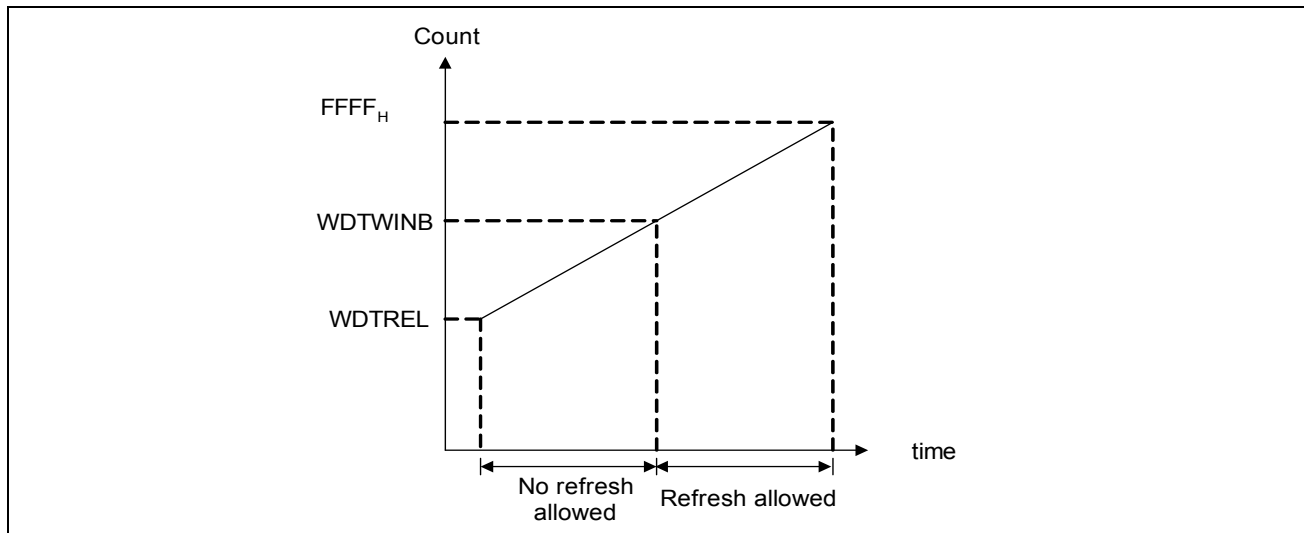 Count
FFFFH
WDTWINB
WDTREL
time
No refresh
allowed
Refresh allowed